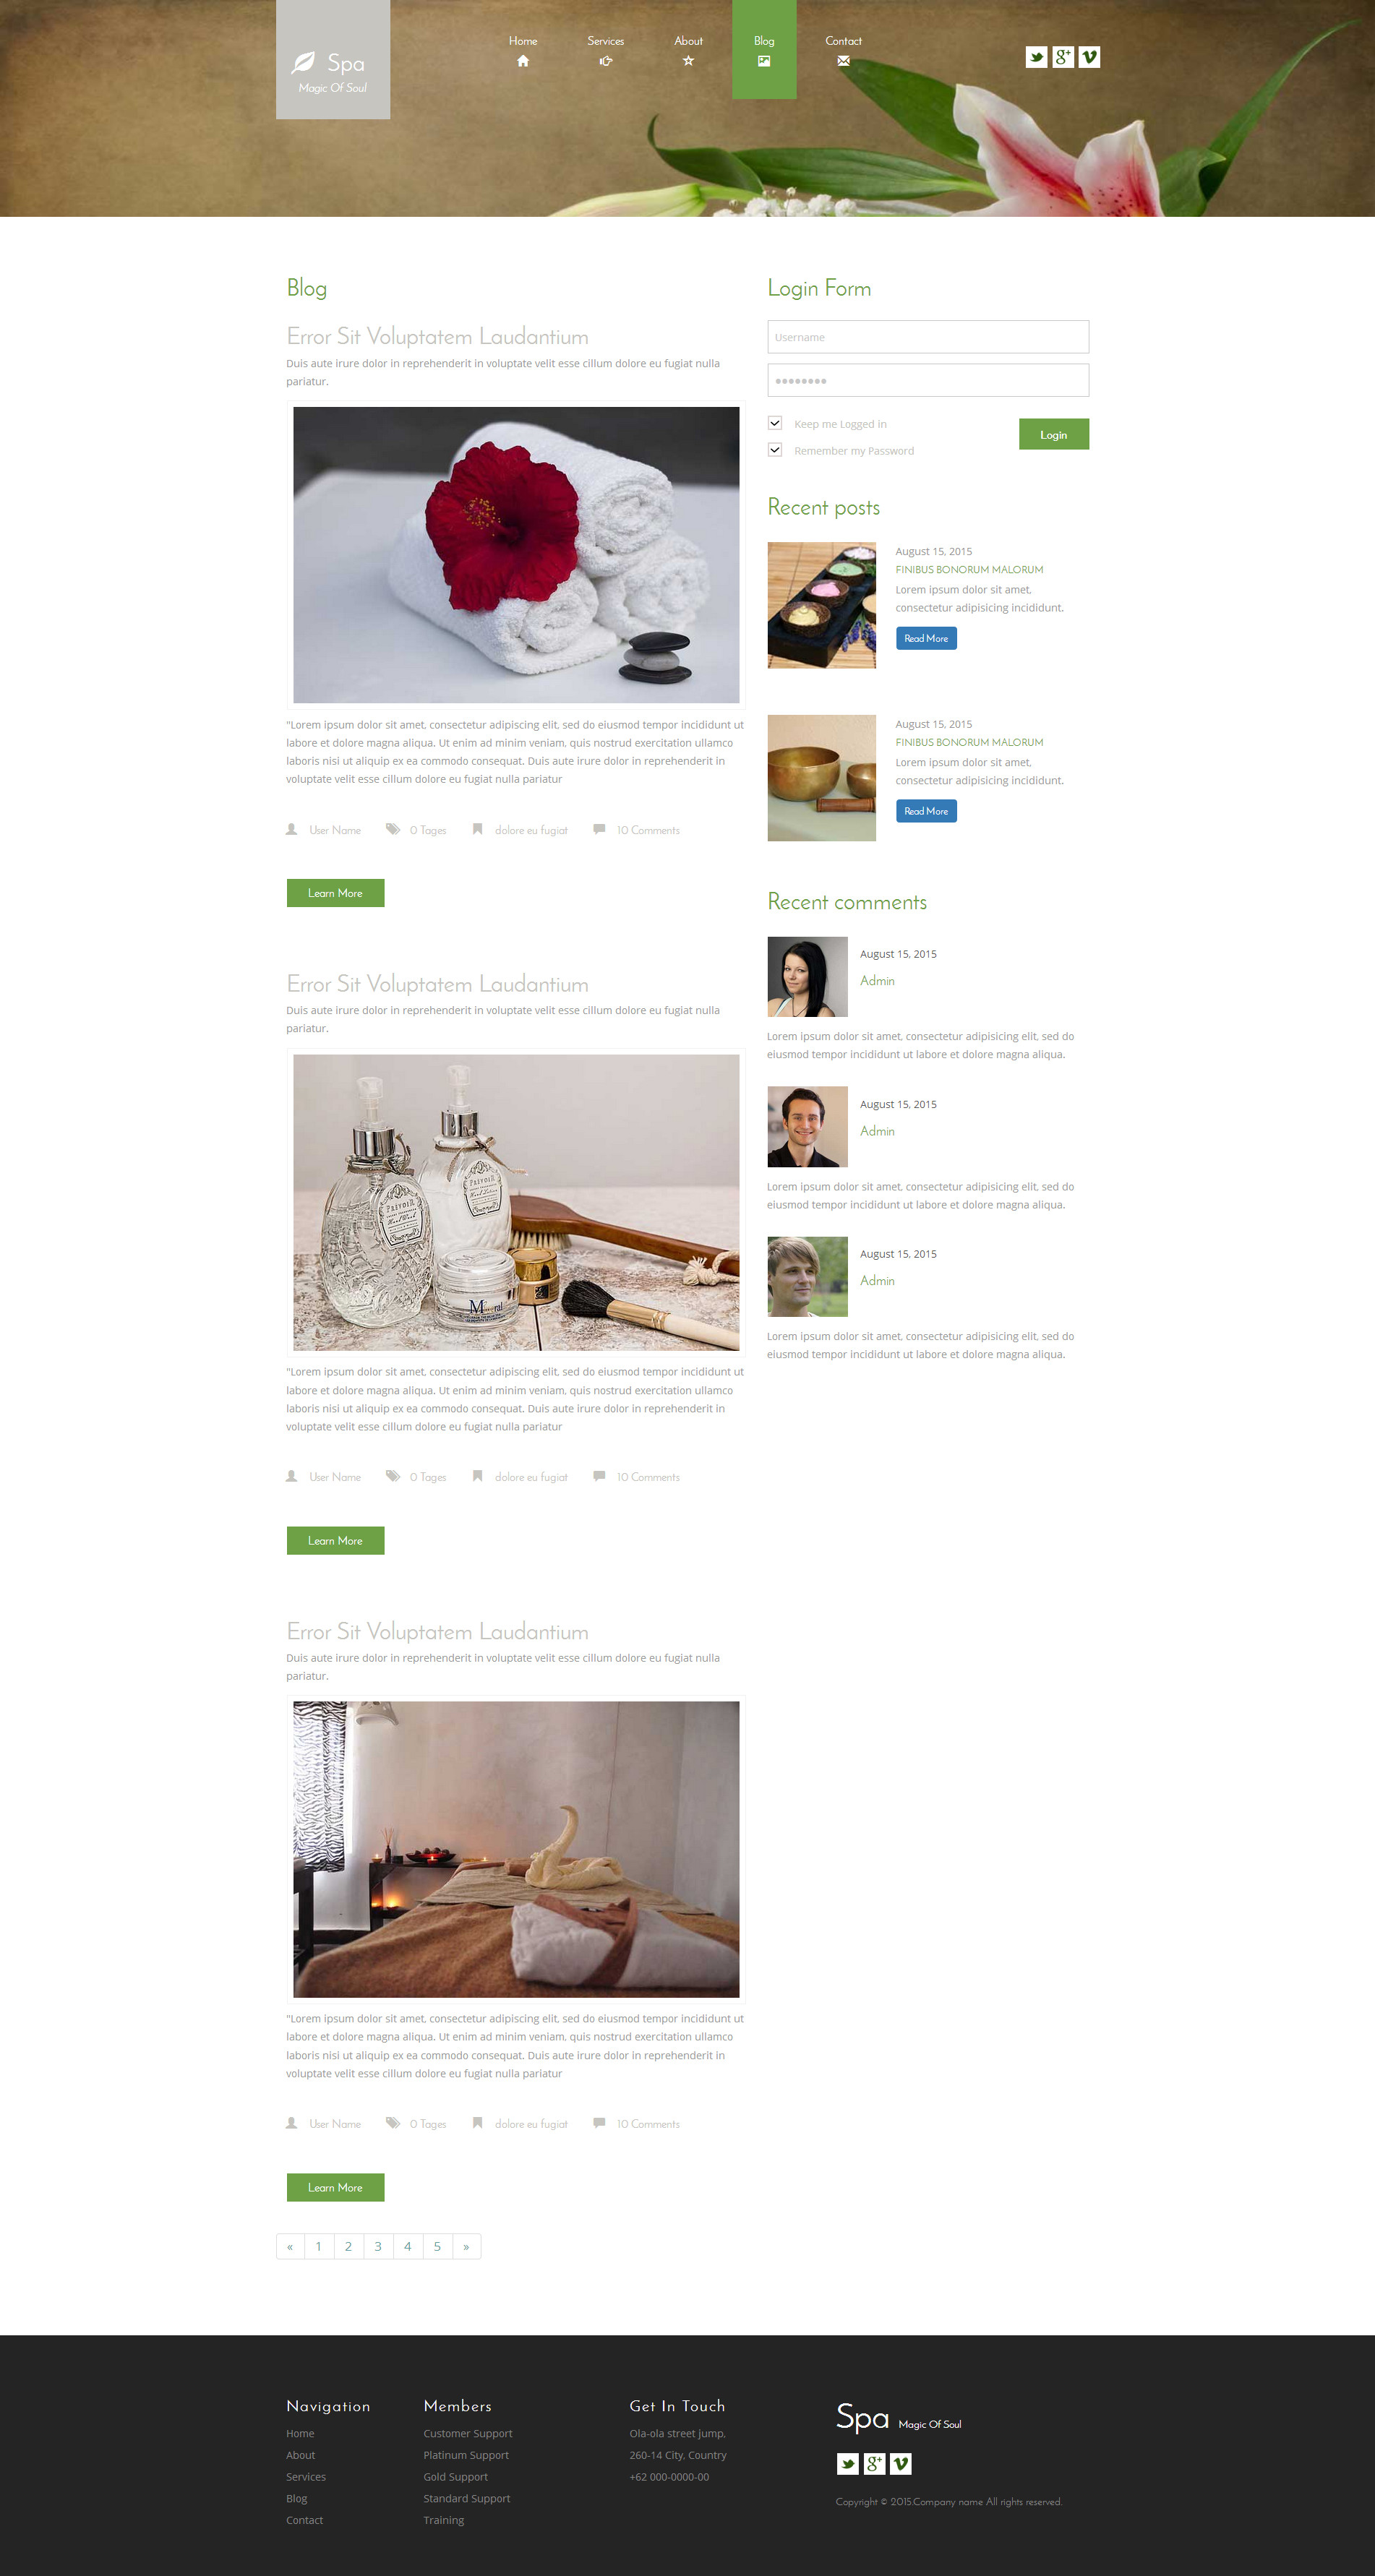 Spa
Magic Of Soul
Home
Services
About
Blog
Contact
Blog
Error Sit Voluptatem Laudantium
Duis aute irure dolor in reprehenderit in voluptate velit esse cillum dolore eu fugiat nulla
pariatur.
"Lorem ipsum dolor sit amet, consectetur adipiscing elit, sed do eiusmod tempor incididunt ut
labore et dolore magna aliqua. Ut enim ad minim veniam, quis nostrud exercitation ullamco
laboris nisi ut aliquip ex ea commodo consequat. Duis aute irure dolor in reprehenderit in
voluptate velit esse cillum dolore eu fugiat nulla pariatur
User Name 0 Tages dolore eu fugiat 10 Comments
Learn More
Error Sit Voluptatem Laudantium
Duis aute irure dolor in reprehenderit in voluptate velit esse cillum dolore eu fugiat nulla
pariatur.
PRIVOIR
PRIVOIR
Mineral
"Lorem ipsum dolor sit amet, consectetur adipiscing elit, sed do eiusmod tempor incididunt ut
labore et dolore magna aliqua. Ut enim ad minim veniam, quis nostrud exercitation ullamco
laboris nisi ut aliquip ex ea commodo consequat. Duis aute irure dolor in reprehenderit in
voluptate velit esse cillum dolore eu fugiat nulla pariatur
User Name 0 Tages dolore eu fugiat 10 Comments
Learn More
Error Sit Voluptatem Laudantium
Duis aute irure dolor in reprehenderit in voluptate velit esse cillum dolore eu fugiat nulla
pariatur.
"Lorem ipsum dolor sit amet, consectetur adipiscing elit, sed do eiusmod tempor incididunt ut
labore et dolore magna aliqua. Ut enim ad minim veniam, quis nostrud exercitation ullamco
laboris nisi ut aliquip ex ea commodo consequat. Duis aute irure dolor in reprehenderit in
voluptate velit esse cillum dolore eu fugiat nulla pariatur
User Name 0 Tages dolore eu fugiat 10 Comments
Learn More
« 1 2 3 4 5 »
Login Form
Username
Keep me Logged in
Remember my Password
Login
Recent posts
August 15, 2015
FINIBUS BONORUM MALORUM
Lorem ipsum dolor sit amet,
consectetur adipisicing incididunt.
Read More
August 15, 2015
FINIBUS BONORUM MALORUM
Lorem ipsum dolor sit amet,
consectetur adipisicing incididunt.
Read More
Recent comments
August 15, 2015
Admin
Lorem ipsum dolor sit amet, consectetur adipisicing elit, sed do
eiusmod tempor incididunt ut labore et dolore magna aliqua.
August 15, 2015
Admin
Lorem ipsum dolor sit amet, consectetur adipisicing elit, sed do
eiusmod tempor incididunt ut labore et dolore magna aliqua.
August 15, 2015
Admin
Lorem ipsum dolor sit amet, consectetur adipisicing elit, sed do
eiusmod tempor incididunt ut labore et dolore magna aliqua.
Navigation
Home
About
Services
Blog
Contact
Members
Customer Support
Platinum Support
Gold Support
Standard Support
Training
Get In Touch
Ola-ola street jump,
260-14 City, Country
+62 000-0000-00
Spa Magic Of Soul
g+
Copyright © 2015.Company name All rights reserved.